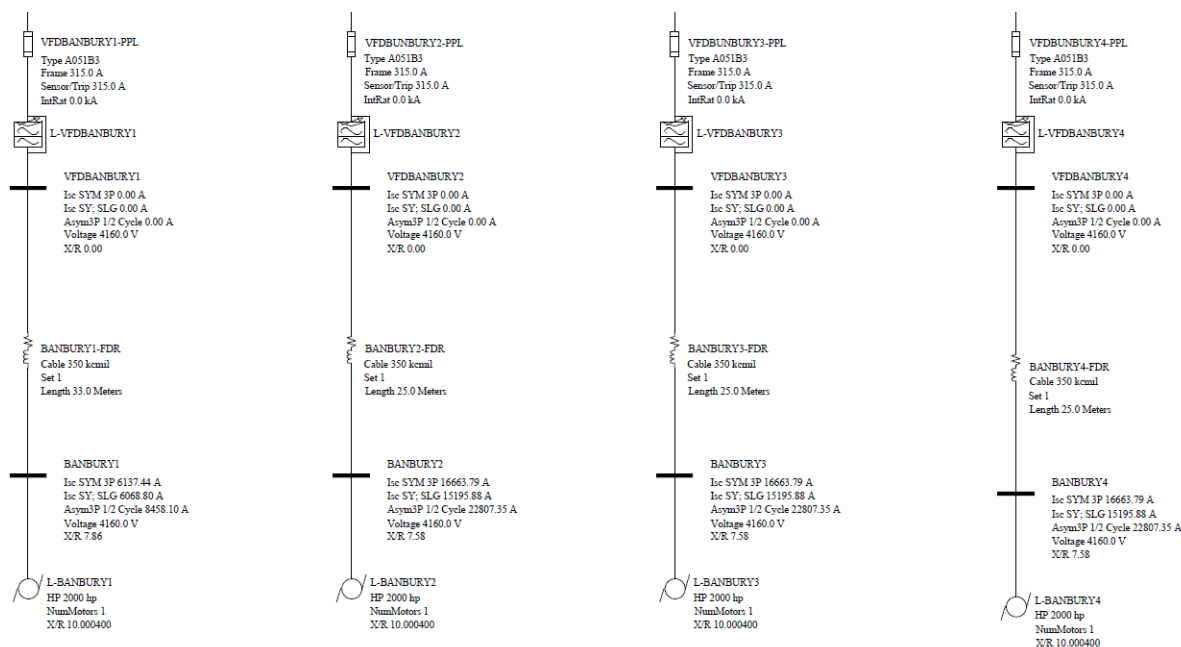 VFDBANBURY1-PPL
Type A051B3
Frame 315.0 A
Sensor/Trip 315.0 A
IntRat 0.0 kA
L-VFDBANBURY1
VFDBANBURY1
Isc SYM 3P 0.00 A
Isc SY; SLG 0.00 A
Asym3P 1/2 Cycle 0.00 A
Voltage 4160.0 V
X/R 0.00
BANBURY1-FDR
Cable 350 kcmil
Set 1
Length 33.0 Meters
BANBURY1
Isc SYM 3P 6137.44 A
Isc SY; SLG 6068.80 A
Asym3P 1/2 Cycle 8458.10 A
Voltage 4160.0 V
X/R 7.86
L-BANBURY1
HP 2000 hp
NumMotors 1
X/R 10.000400
VFDBUNBURY2-PPL
Type A051B3
Frame 315.0 A
Sensor/Trip 315.0 A
IntRat 0.0 kA
L-VFDBANBURY2
VFDBANBURY2
Isc SYM 3P 0.00 A
Isc SY; SLG 0.00 A
Asym3P 1/2 Cycle 0.00 A
Voltage 4160.0 V
X/R 0.00
BANBURY2-FDR
Cable 350 kcmil
Set 1
Length 25.0 Meters
BANBURY2
Isc SYM 3P 16663.79 A
Isc SY; SLG 15195.88 A
Asym3P 1/2 Cycle 22807.35 A
Voltage 4160.0 V
X/R 7.58
L-BANBURY2
HP 2000 hp
NumMotors 1
X/R 10.000400
VFDBUNBURY3-PPL
Type A051B3
Frame 315.0 A
Sensor/Trip 315.0 A
IntRat 0.0 kA
L-VFDBANBURY3
VFDBANBURY3
Isc SYM 3P 0.00 A
Isc SY; SLG 0.00 A
Asym3P 1/2 Cycle 0.00 A
Voltage 4160.0 V
X/R 0.00
BANBURY3-FDR
Cable 350 kcmil
Set 1
Length 25.0 Meters
BANBURY3
Isc SYM 3P 16663.79 A
Isc SY; SLG 15195.88 A
Asym3P 1/2 Cycle 22807.35 A
Voltage 4160.0 V
X/R 7.58
L-BANBURY3
HP 2000 hp
NumMotors 1
X/R 10.000400
VFDBUNBURY4-PPL
Type A051B3
Frame 315.0 A
Sensor/Trip 315.0 A
IntRat 0.0 kA
L-VFDBANBURY4
VFDBANBURY4
Isc SYM 3P 0.00 A
Isc SY; SLG 0.00 A
Asym3P 1/2 Cycle 0.00 A
Voltage 4160.0 V
X/R 0.00
BANBURY4-FDR
Cable 350 kcmil
Set 1
Length 25.0 Meters
BANBURY4
Isc SYM 3P 16663.79 A
Isc SY; SLG 15195.88 A
Asym3P 1/2 Cycle 22807.35 A
Voltage 4160.0 V
X/R 7.58
L-BANBURY4
HP 2000 hp
NumMotors 1
X/R 10.000400